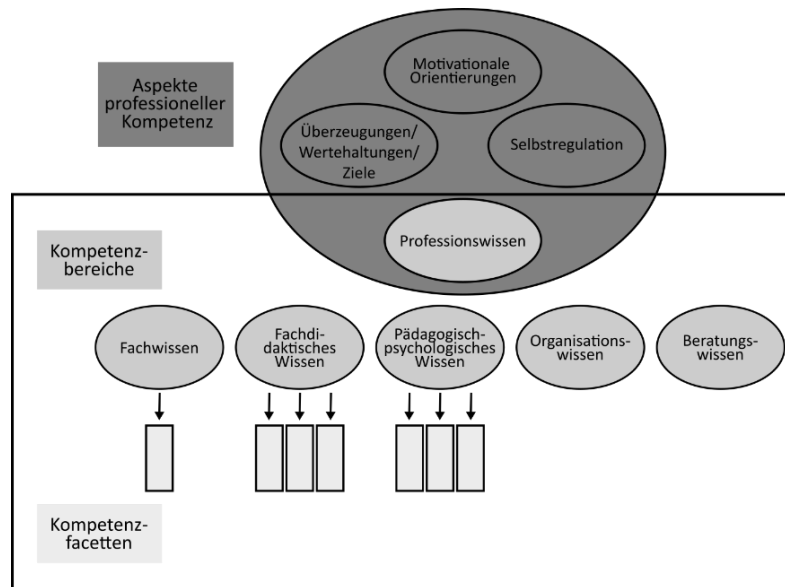 Motivationale
Orientierungen
Aspekte
professioneller
Kompetenz
Überzeugungen/
Wertehaltungen/
Ziele
Selbstregulation
Professionswissen
Kompetenz-
bereiche
Fachwissen
Fachdi-
daktisches
Wissen
Pädagogisch-
psychologisches
Wissen
Organisations-
wissen
Beratungs-
wissen
Kompetenz-
facetten